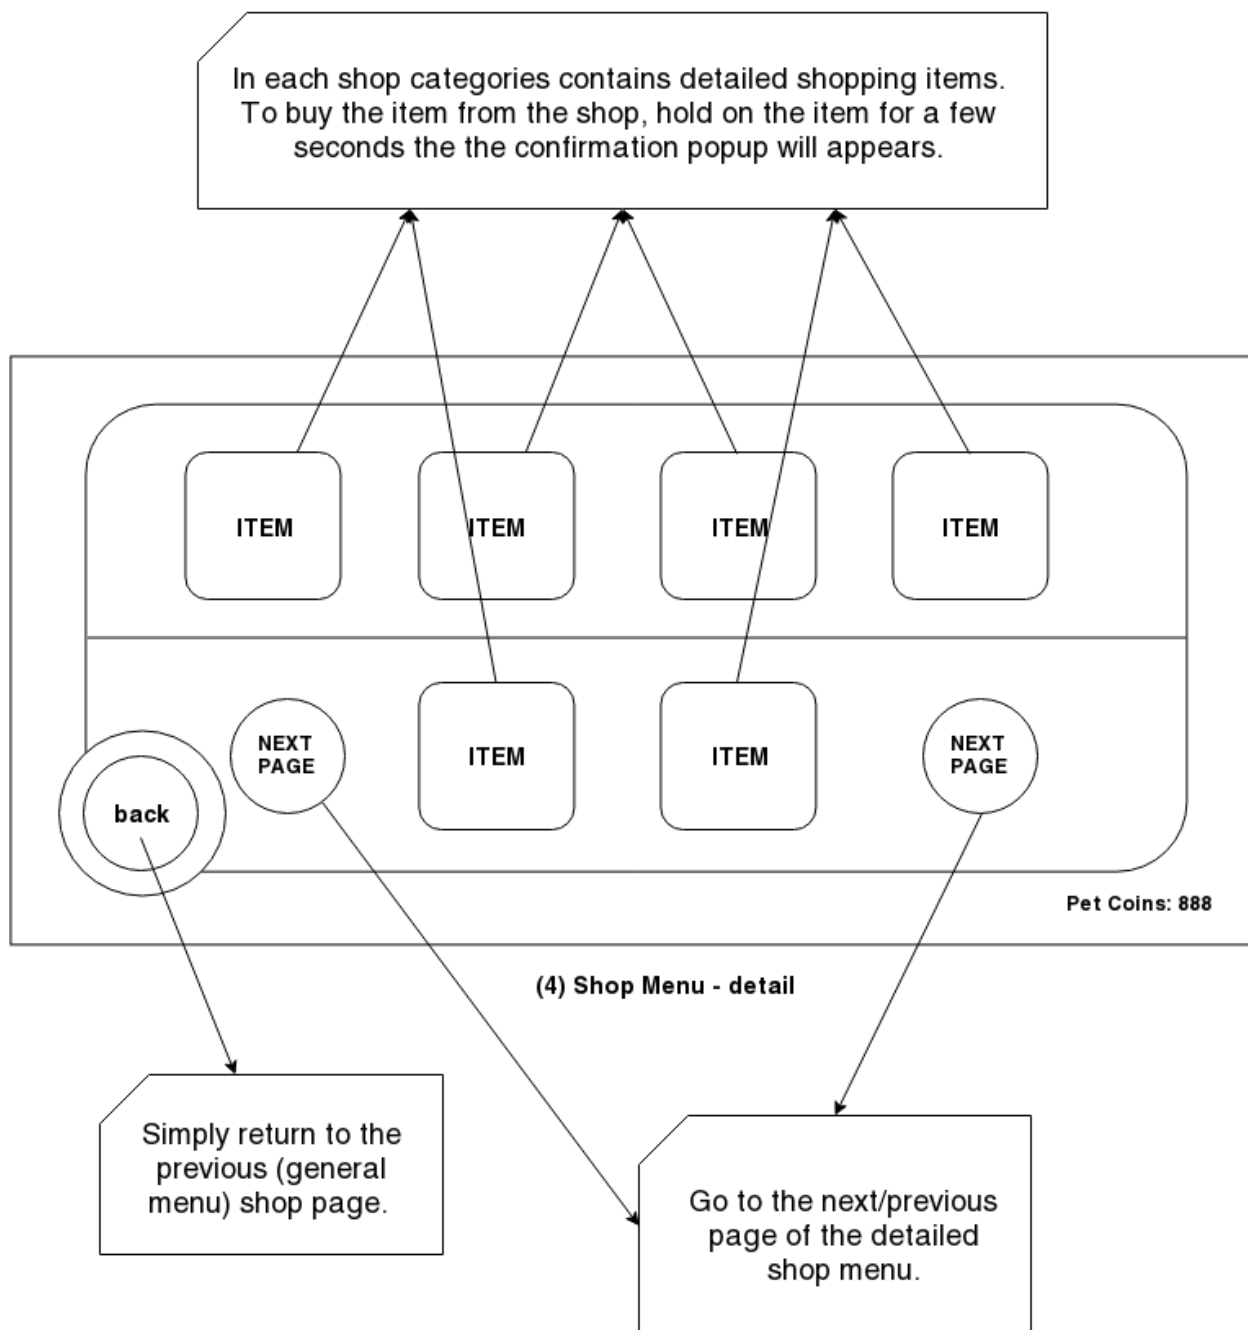 In each shop categories contains detailed shopping items.
To buy the item from the shop, hold on the item for a few
seconds the the confirmation popup will appears.
ITEM
ITEM
ITEM
ITEM
NEXT
PAGE
ITEM
ITEM
NEXT
PAGE
back
Pet Coins: 888
(4) Shop Menu - detail
Simply return to the
previous (general
menu) shop page.
Go to the next/previous
page of the detailed
shop menu.